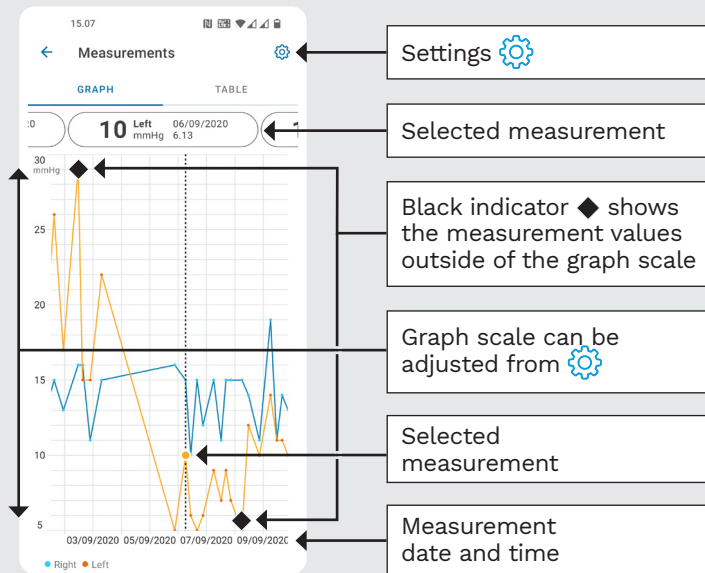 15.07
Measurements
GRAPH
TABLE
20
10 Left 06/09/2020
mmHg 6.13
30
mmHg
25
20
15
10
5
03/09/2020 05/09/2020 07/09/2020 09/09/2020
Right Left
Settings
Selected measurement
Black indicator ◆ shows
the measurement values
outside of the graph scale
Graph scale can be
adjusted from
Selected
measurement
Measurement
date and time